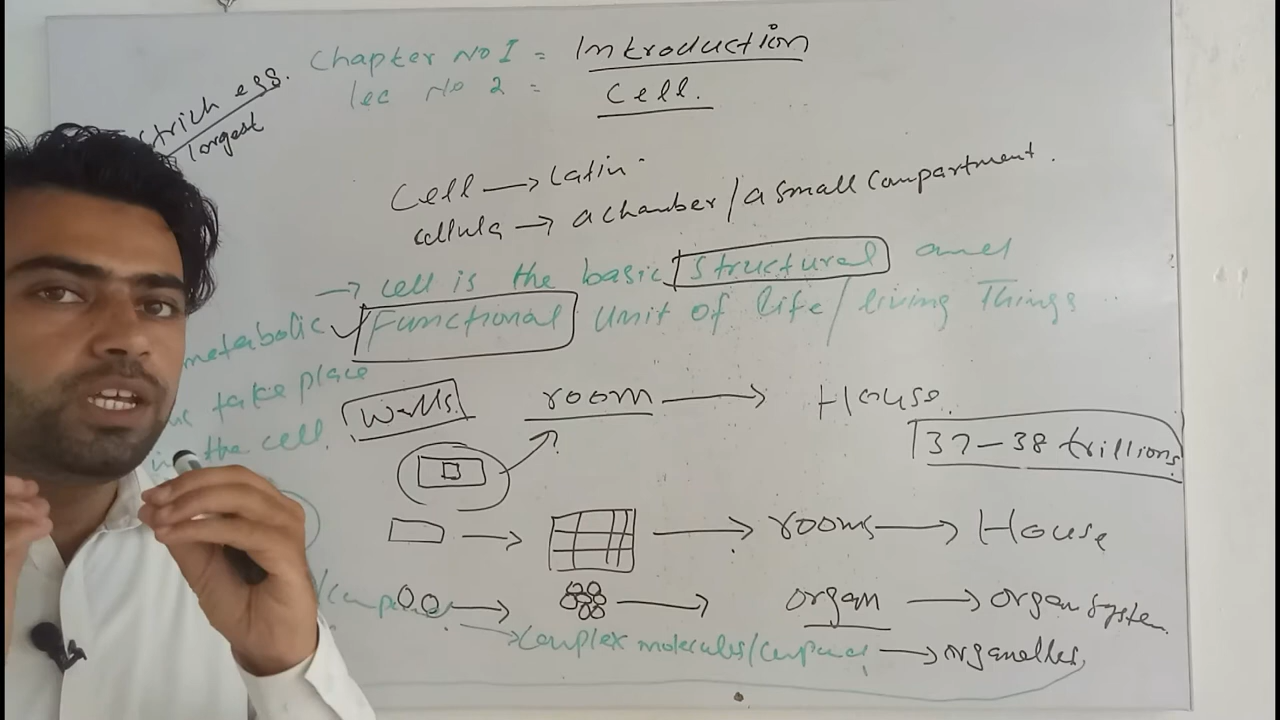 Chapter No I = Introduction
lec No 2 = Cell.
strich egg.
largest
Cell → Latin
cellula → a chamber / a small Compartment.
→ cell is the basic structural and
Functional Unit of life / living Things
metabolic
take place
in the cell.
Walls room → House.
37-38 trillions
→ → rooms → House
→ → organ → organ system
→ Complex molecules/ → organelles